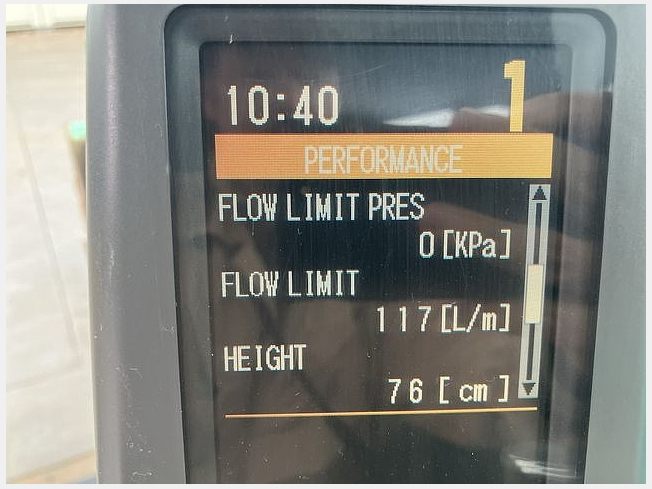 10:40
1
PERFORMANCE
FLOW LIMIT PRES
0[KPa]
FLOW LIMIT
117[L/m]
HEIGHT
76[cm]